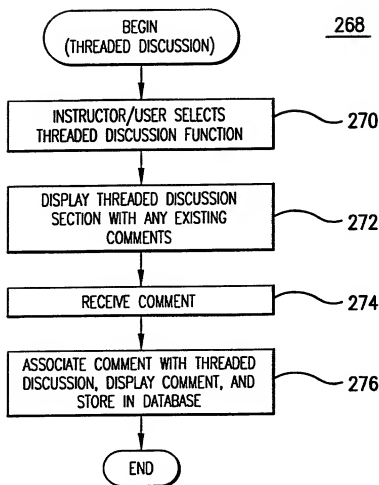 BEGIN
(THREADED DISCUSSION)
268
INSTRUCTOR/USER SELECTS
THREADED DISCUSSION FUNCTION
270
DISPLAY THREADED DISCUSSION
SECTION WITH ANY EXISTING
COMMENTS
272
RECEIVE COMMENT
274
ASSOCIATE COMMENT WITH THREADED
DISCUSSION, DISPLAY COMMENT, AND
STORE IN DATABASE
276
END